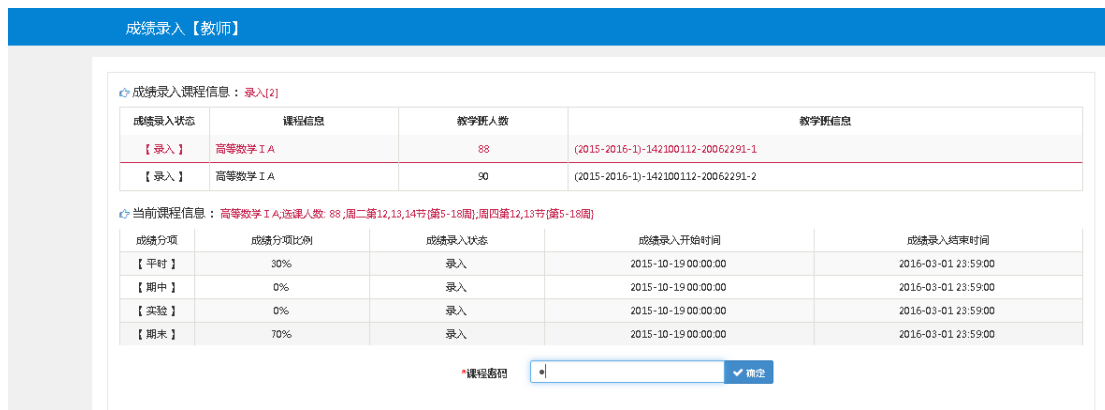 成绩录入【教师】
成绩录入课程信息：录入[2]
成绩录入状态 课程信息 教学班人数 教学班信息
【 录入 】 高等数学ⅠA 88 (2015-2016-1)-142100112-20062291-1
【 录入 】 高等数学ⅠA 90 (2015-2016-1)-142100112-20062291-2
当前课程信息：高等数学ⅠA;选课人数: 88 ;周二第12,13,14节{第5-18周};周四第12,13节{第5-18周}
成绩分项 成绩分项比例 成绩录入状态 成绩录入开始时间 成绩录入结束时间
【 平时 】 30% 录入 2015-10-19 00:00:00 2016-03-01 23:59:00
【 期中 】 0% 录入 2015-10-19 00:00:00 2016-03-01 23:59:00
【 实验 】 0% 录入 2015-10-19 00:00:00 2016-03-01 23:59:00
【 期末 】 70% 录入 2015-10-19 00:00:00 2016-03-01 23:59:00
*课程密码 ● 确定